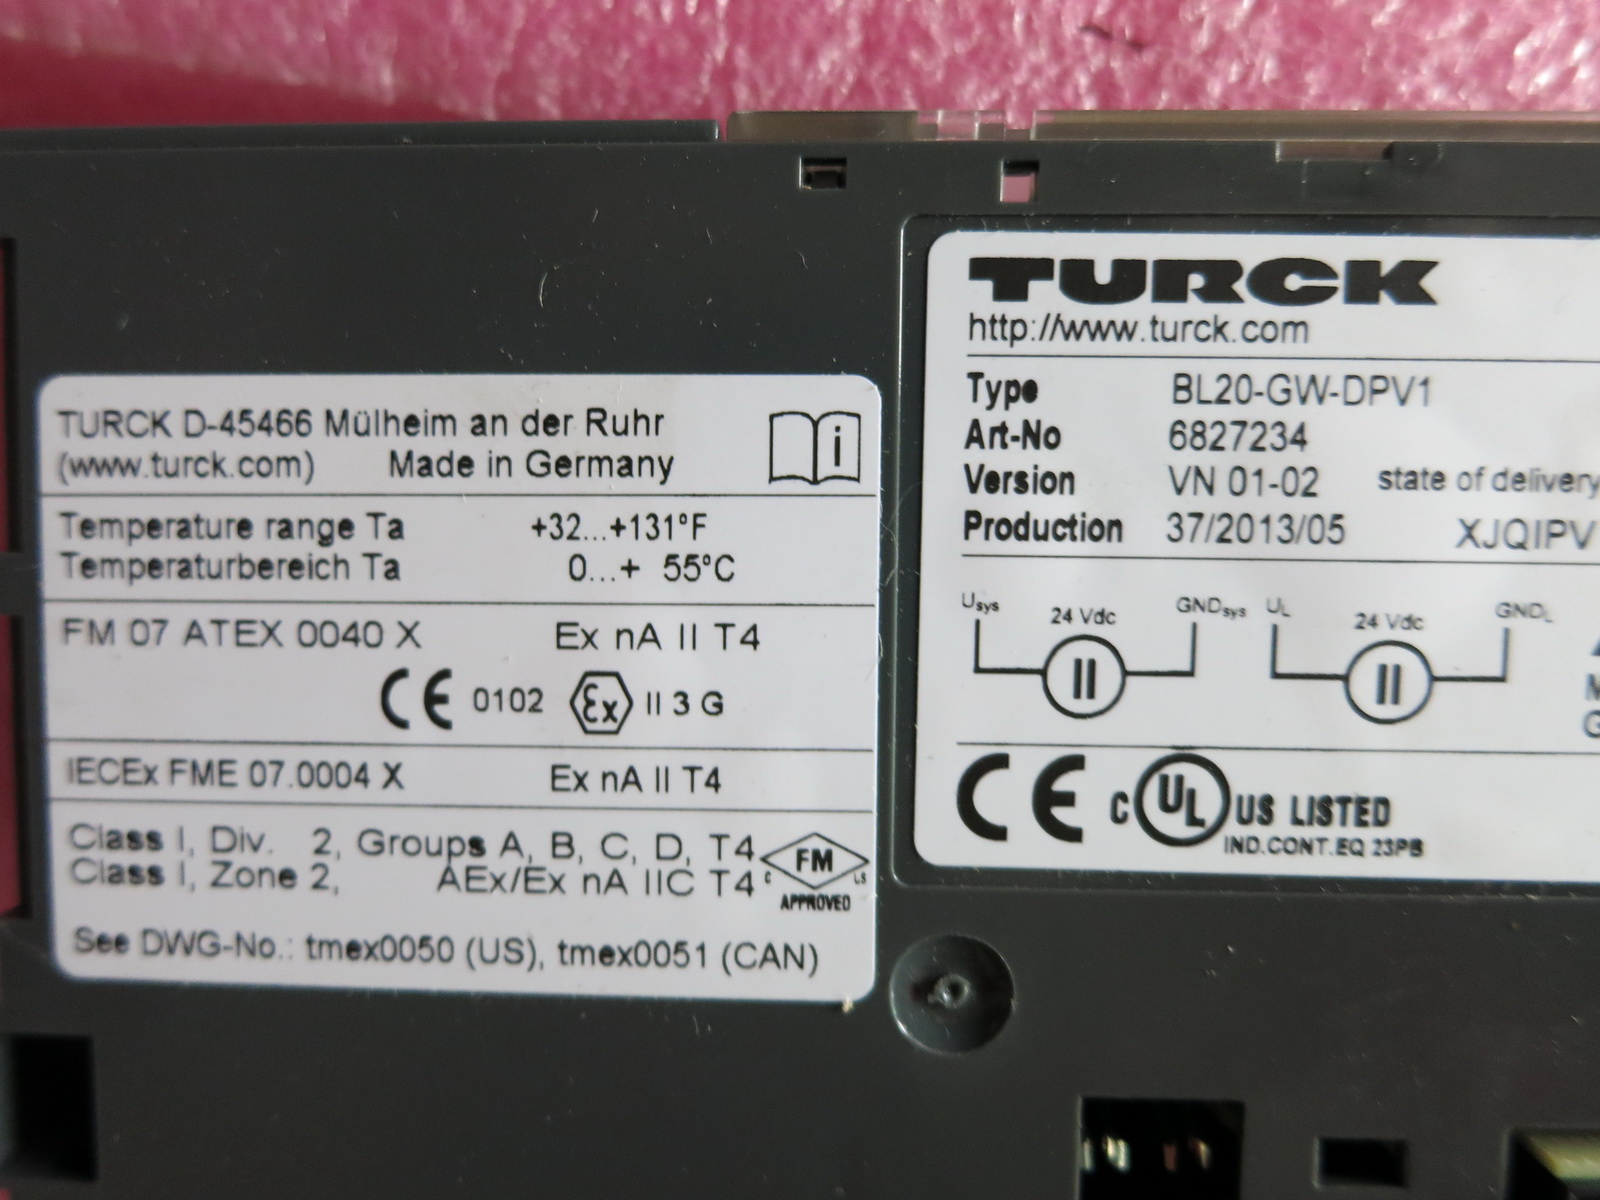 TURCK D-45466 Mülheim an der Ruhr
(www.turck.com) Made in Germany
i
Temperature range Ta +32...+131°F
Temperaturbereich Ta 0...+ 55°C
FM 07 ATEX 0040 X Ex nA II T4
CE 0102 Ex II 3 G
IECEx FME 07.0004 X Ex nA II T4
Class I, Div. 2, Groups A, B, C, D, T4
Class I, Zone 2, AEx/Ex nA IIC T4
C FM US
APPROVED
See DWG-No.: tmex0050 (US), tmex0051 (CAN)
TURCK
http://www.turck.com
Type BL20-GW-DPV1
Art-No 6827234
Version VN 01-02 state of delivery
Production 37/2013/05 XJQIPV
Usys 24 Vdc GNDsys UL 24 Vdc GNDL
CE C UL US LISTED
IND.CONT.EQ 23PB